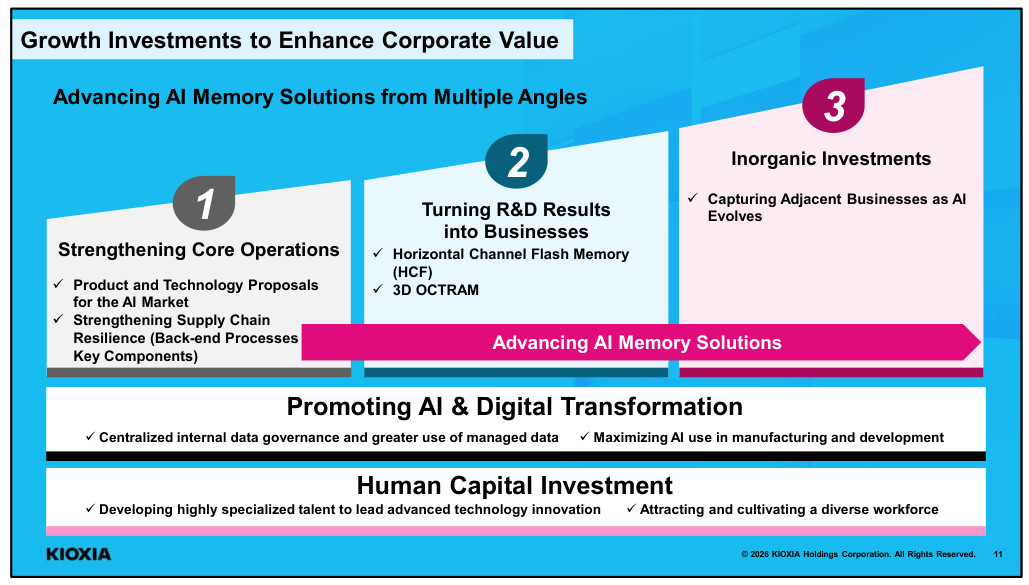 Growth Investments to Enhance Corporate Value
Advancing AI Memory Solutions from Multiple Angles
1
Strengthening Core Operations
✓ Product and Technology Proposals
for the AI Market
✓ Strengthening Supply Chain
Resilience (Back-end Processes
Key Components)
2
Turning R&D Results
into Businesses
✓ Horizontal Channel Flash Memory
(HCF)
✓ 3D OCTRAM
3
Inorganic Investments
✓ Capturing Adjacent Businesses as AI
Evolves
Advancing AI Memory Solutions
Promoting AI & Digital Transformation
✓ Centralized internal data governance and greater use of managed data ✓ Maximizing AI use in manufacturing and development
Human Capital Investment
✓ Developing highly specialized talent to lead advanced technology innovation ✓ Attracting and cultivating a diverse workforce
KIOXIA
© 2026 KIOXIA Holdings Corporation. All Rights Reserved. 11